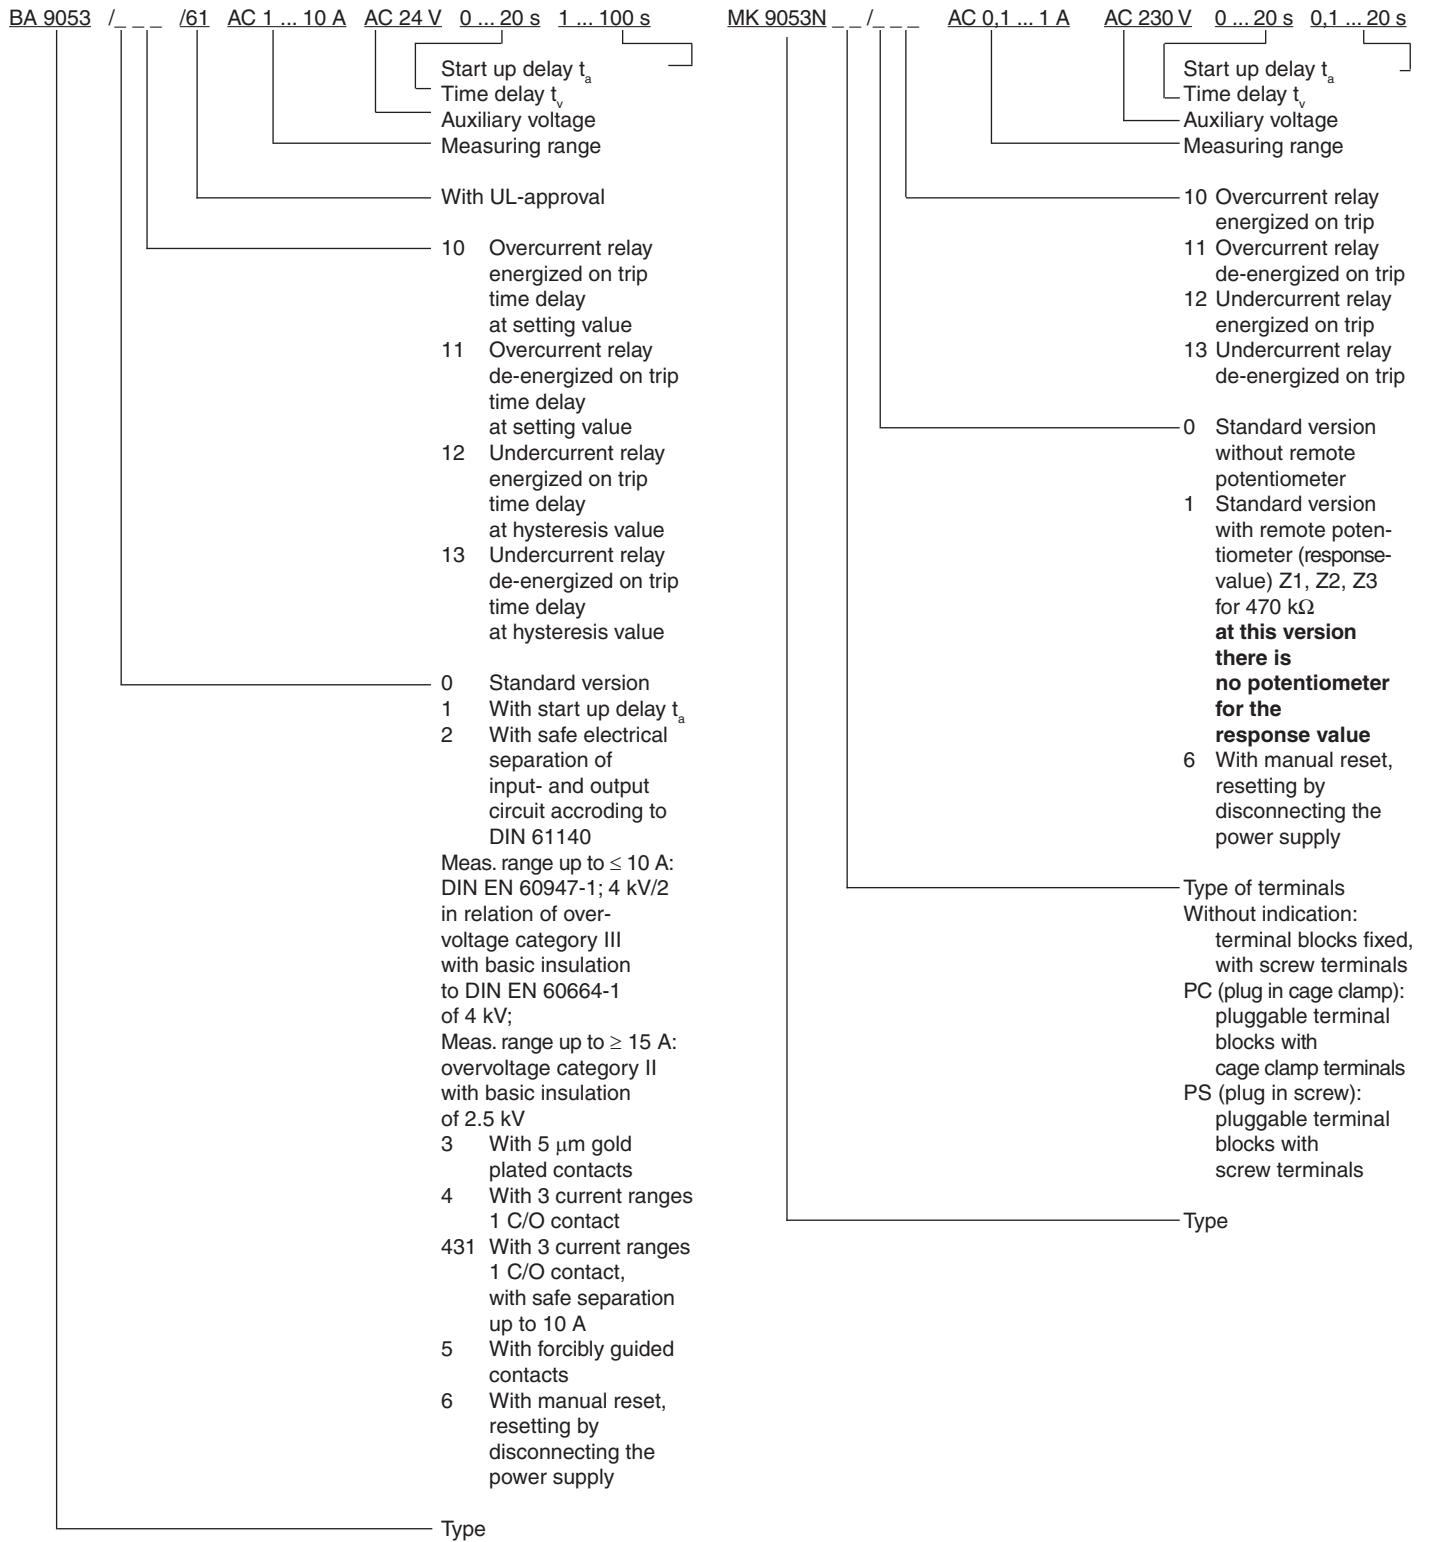 BA 9053 /_ _ _ /61 AC 1 ... 10 A AC 24 V 0 ... 20 s 1 ... 100 s
Start up delay ta
Time delay tv
Auxiliary voltage
Measuring range
With UL-approval
10 Overcurrent relay
energized on trip
time delay
at setting value
11 Overcurrent relay
de-energized on trip
time delay
at setting value
12 Undercurrent relay
energized on trip
time delay
at hysteresis value
13 Undercurrent relay
de-energized on trip
time delay
at hysteresis value
0 Standard version
1 With start up delay ta
2 With safe electrical
separation of
input- and output
circuit accroding to
DIN 61140
Meas. range up to ≤ 10 A:
DIN EN 60947-1; 4 kV/2
in relation of over-
voltage category III
with basic insulation
to DIN EN 60664-1
of 4 kV;
Meas. range up to ≥ 15 A:
overvoltage category II
with basic insulation
of 2.5 kV
3 With 5 µm gold
plated contacts
4 With 3 current ranges
1 C/O contact
431 With 3 current ranges
1 C/O contact,
with safe separation
up to 10 A
5 With forcibly guided
contacts
6 With manual reset,
resetting by
disconnecting the
power supply
Type
MK 9053N _ _ /_ _ _ AC 0,1 ... 1 A AC 230 V 0 ... 20 s 0,1 ... 20 s
Start up delay ta
Time delay tv
Auxiliary voltage
Measuring range
10 Overcurrent relay
energized on trip
11 Overcurrent relay
de-energized on trip
12 Undercurrent relay
energized on trip
13 Undercurrent relay
de-energized on trip
0 Standard version
without remote
potentiometer
1 Standard version
with remote poten-
tiometer (response-
value) Z1, Z2, Z3
for 470 kΩ
at this version
there is
no potentiometer
for the
response value
6 With manual reset,
resetting by
disconnecting the
power supply
Type of terminals
Without indication:
terminal blocks fixed,
with screw terminals
PC (plug in cage clamp):
pluggable terminal
blocks with
cage clamp terminals
PS (plug in screw):
pluggable terminal
blocks with
screw terminals
Type